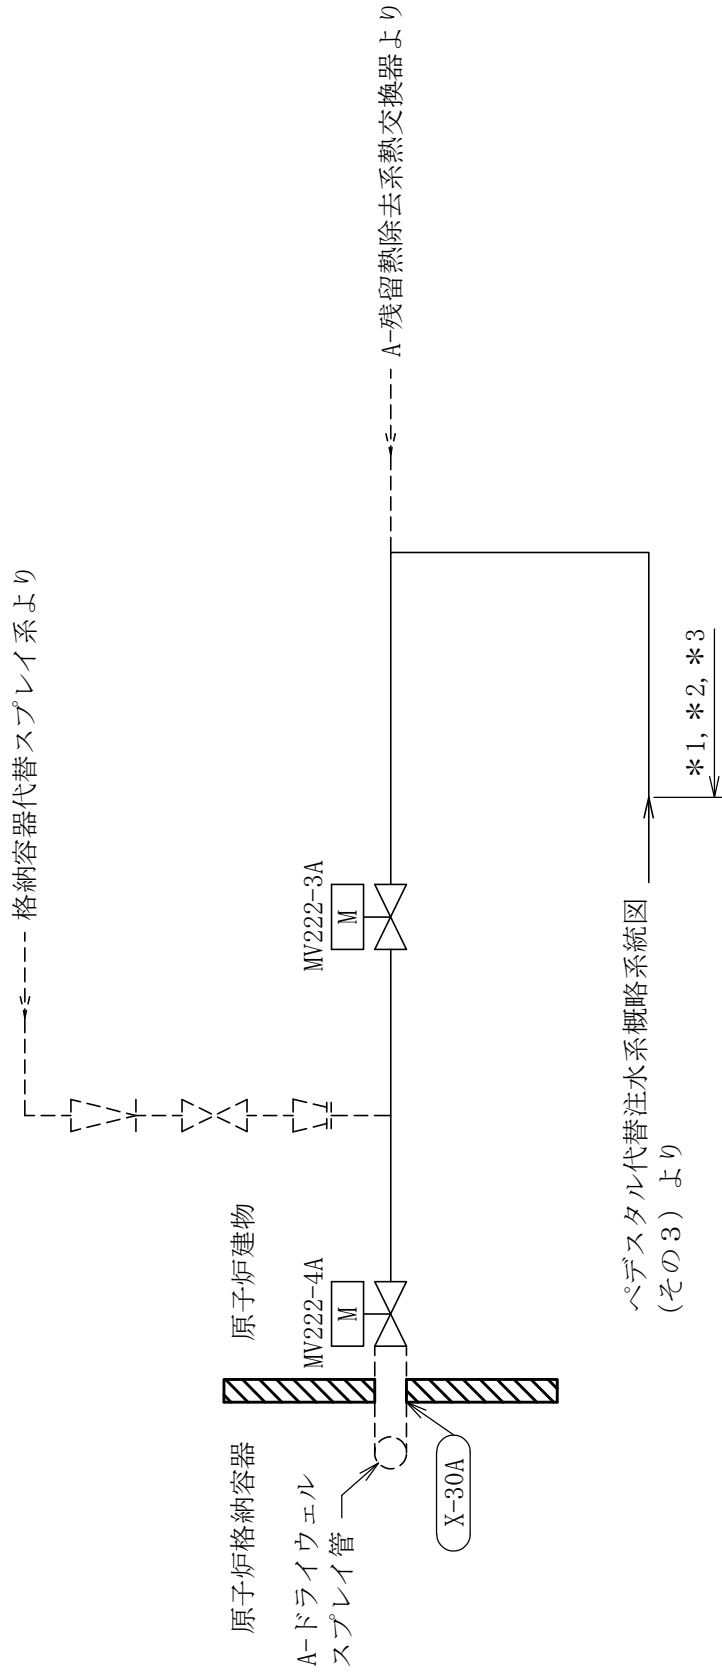 格納容器代替スプレイ系より
A-残留熱除去系熱交換器より
原子炉格納容器
原子炉建物
MV222-4A
M
MV222-3A
M
A-ドライウェル
スプレイ管
X-30A
ペデスタル代替注水系概略系統図
(その３) より
＊1, ＊2, ＊3